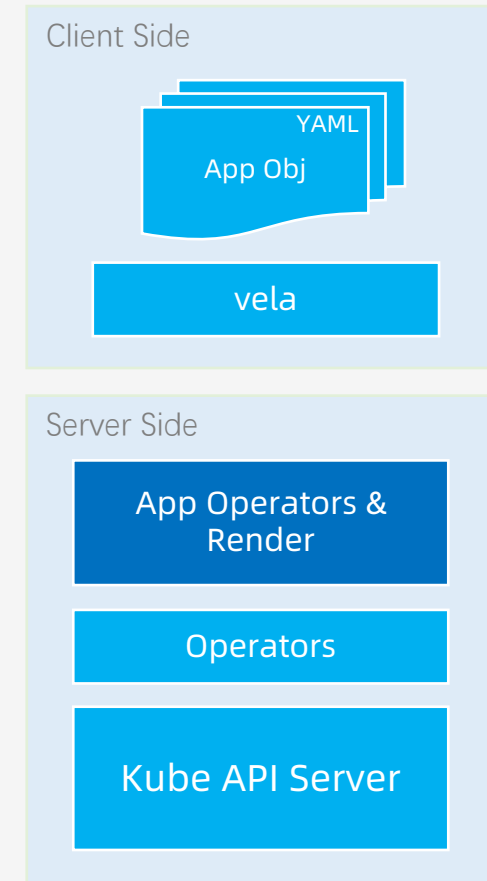 Client Side
YAML
App Obj
vela
Server Side
App Operators &
Render
Operators
Kube API Server